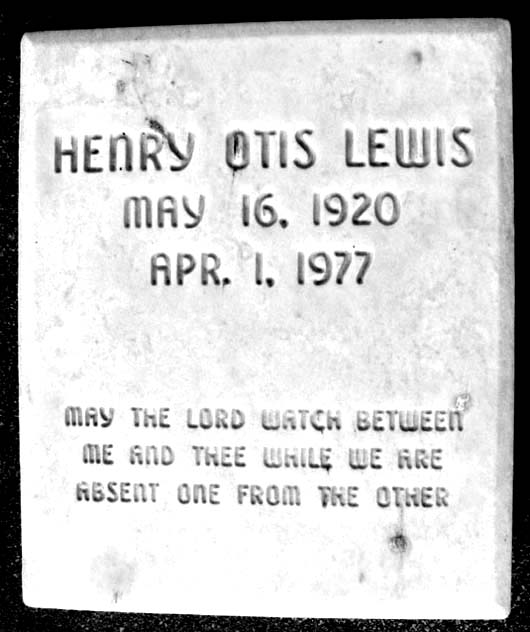 HENRY OTIS LEWIS
MAY 16, 1920
APR. 1, 1977
MAY THE LORD WATCH BETWEEN
ME AND THEE WHILE WE ARE
ABSENT ONE FROM THE OTHER